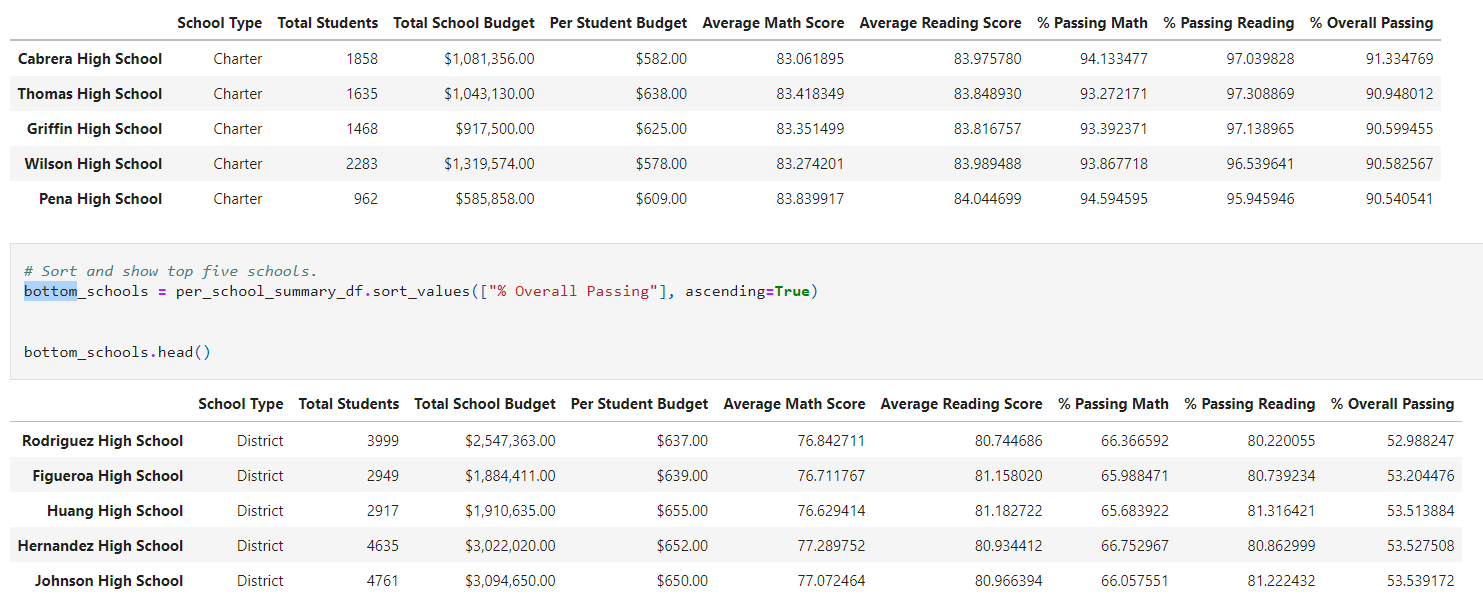 School Type Total Students Total School Budget Per Student Budget Average Math Score Average Reading Score % Passing Math % Passing Reading % Overall Passing
Cabrera High School Charter 1858 $1,081,356.00 $582.00 83.061895 83.975780 94.133477 97.039828 91.334769
Thomas High School Charter 1635 $1,043,130.00 $638.00 83.418349 83.848930 93.272171 97.308869 90.948012
Griffin High School Charter 1468 $917,500.00 $625.00 83.351499 83.816757 93.392371 97.138965 90.599455
Wilson High School Charter 2283 $1,319,574.00 $578.00 83.274201 83.989488 93.867718 96.539641 90.582567
Pena High School Charter 962 $585,858.00 $609.00 83.839917 84.044699 94.594595 95.945946 90.540541
# Sort and show top five schools.
bottom_schools = per_school_summary_df.sort_values(["% Overall Passing"], ascending=True)
bottom_schools.head()
School Type Total Students Total School Budget Per Student Budget Average Math Score Average Reading Score % Passing Math % Passing Reading % Overall Passing
Rodriguez High School District 3999 $2,547,363.00 $637.00 76.842711 80.744686 66.366592 80.220055 52.988247
Figueroa High School District 2949 $1,884,411.00 $639.00 76.711767 81.158020 65.988471 80.739234 53.204476
Huang High School District 2917 $1,910,635.00 $655.00 76.629414 81.182722 65.683922 81.316421 53.513884
Hernandez High School District 4635 $3,022,020.00 $652.00 77.289752 80.934412 66.752967 80.862999 53.527508
Johnson High School District 4761 $3,094,650.00 $650.00 77.072464 80.966394 66.057551 81.222432 53.539172